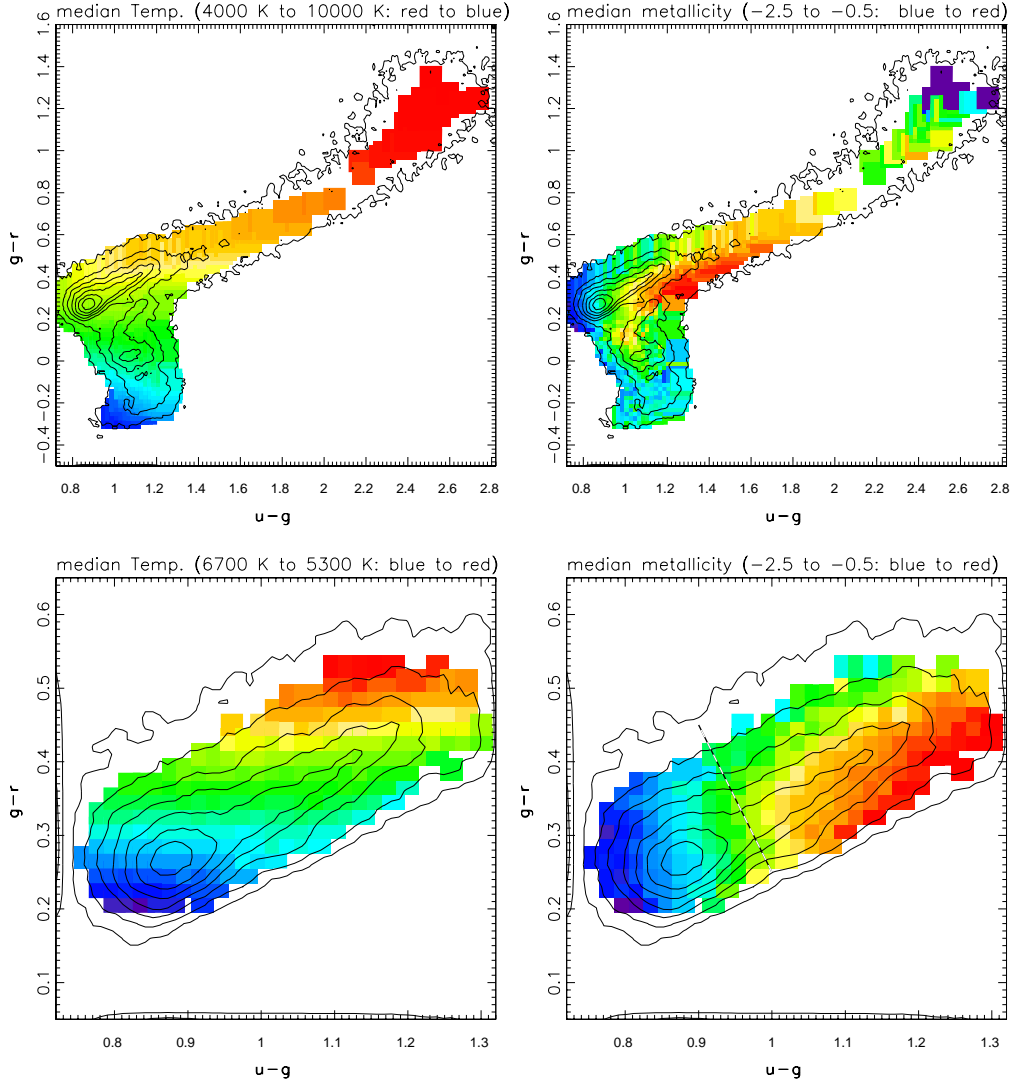 median Temp. (4000 K to 10000 K: red to blue)
1.6
1.4
1.2
1
0.8
0.6
0.4
0.2
0
−0.2
−0.4
g−r
0.8 1 1.2 1.4 1.6 1.8 2 2.2 2.4 2.6 2.8
u−g
median metallicity (−2.5 to −0.5: blue to red)
1.6
1.4
1.2
1
0.8
0.6
0.4
0.2
0
−0.2
−0.4
g−r
0.8 1 1.2 1.4 1.6 1.8 2 2.2 2.4 2.6 2.8
u−g
median Temp. (6700 K to 5300 K: blue to red)
0.6
0.5
0.4
0.3
0.2
0.1
g−r
0.8 0.9 1 1.1 1.2 1.3
u−g
median metallicity (−2.5 to −0.5: blue to red)
0.6
0.5
0.4
0.3
0.2
0.1
g−r
0.8 0.9 1 1.1 1.2 1.3
u−g